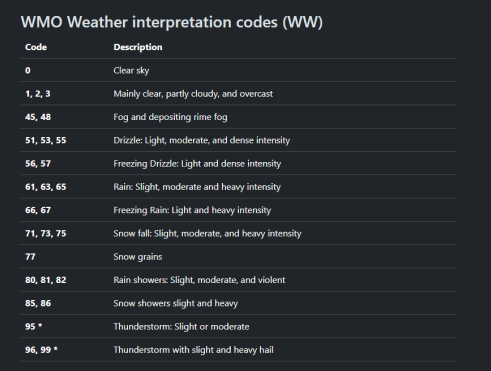 WMO Weather interpretation codes (WW)
Code Description
0 Clear sky
1, 2, 3 Mainly clear, partly cloudy, and overcast
45, 48 Fog and depositing rime fog
51, 53, 55 Drizzle: Light, moderate, and dense intensity
56, 57 Freezing Drizzle: Light and dense intensity
61, 63, 65 Rain: Slight, moderate and heavy intensity
66, 67 Freezing Rain: Light and heavy intensity
71, 73, 75 Snow fall: Slight, moderate, and heavy intensity
77 Snow grains
80, 81, 82 Rain showers: Slight, moderate, and violent
85, 86 Snow showers slight and heavy
95 * Thunderstorm: Slight or moderate
96, 99 * Thunderstorm with slight and heavy hail